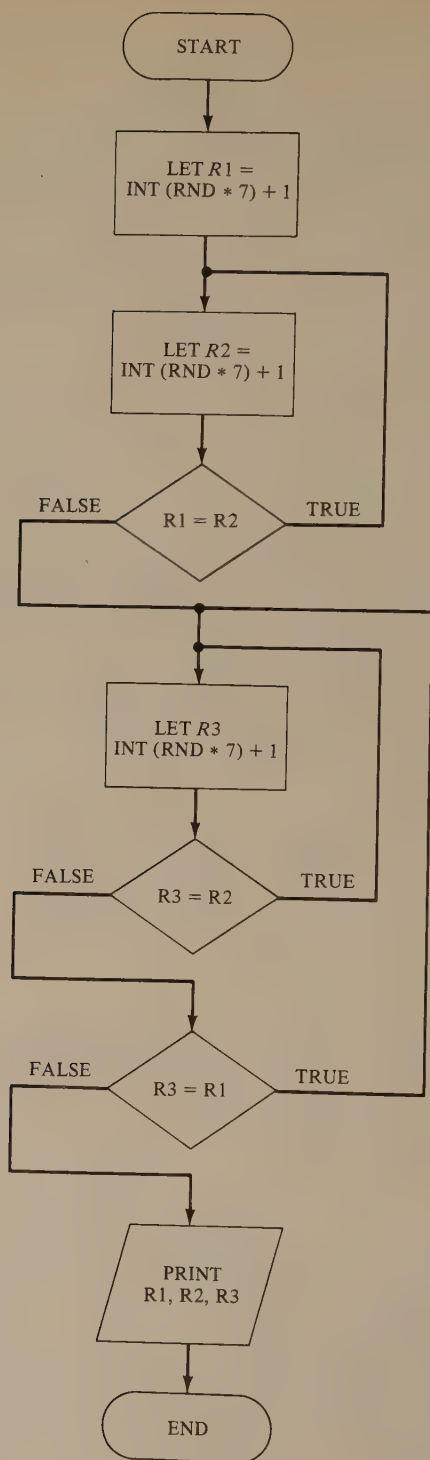 START
LET R1 =
INT (RND * 7) + 1
LET R2 =
INT (RND * 7) + 1
FALSE
TRUE
R1 = R2
LET R3
INT (RND * 7) + 1
FALSE
TRUE
R3 = R2
FALSE
TRUE
R3 = R1
PRINT
R1, R2, R3
END